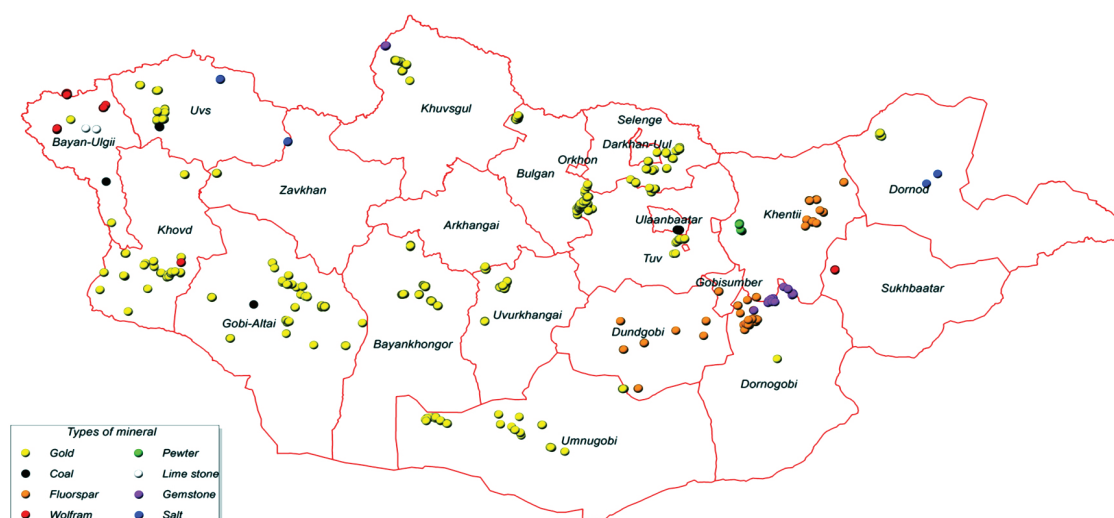 Khuvsgul
Uvs
Selenge
Bayan-Ulgii
Darkhan-Uul
Orkhon
Bulgan
Zavkhan
Dornod
Khentii
Ulaanbaatar
Arkhangai
Khovd
Tuv
Gobisumber
Sukhbaatar
Uvurkhangai
Gobi-Altai
Dundgobi
Bayankhongor
Dornogobi
Umnugobi
Types of mineral
Gold
Pewter
Coal
Lime stone
Fluorspar
Gemstone
Wolfram
Salt